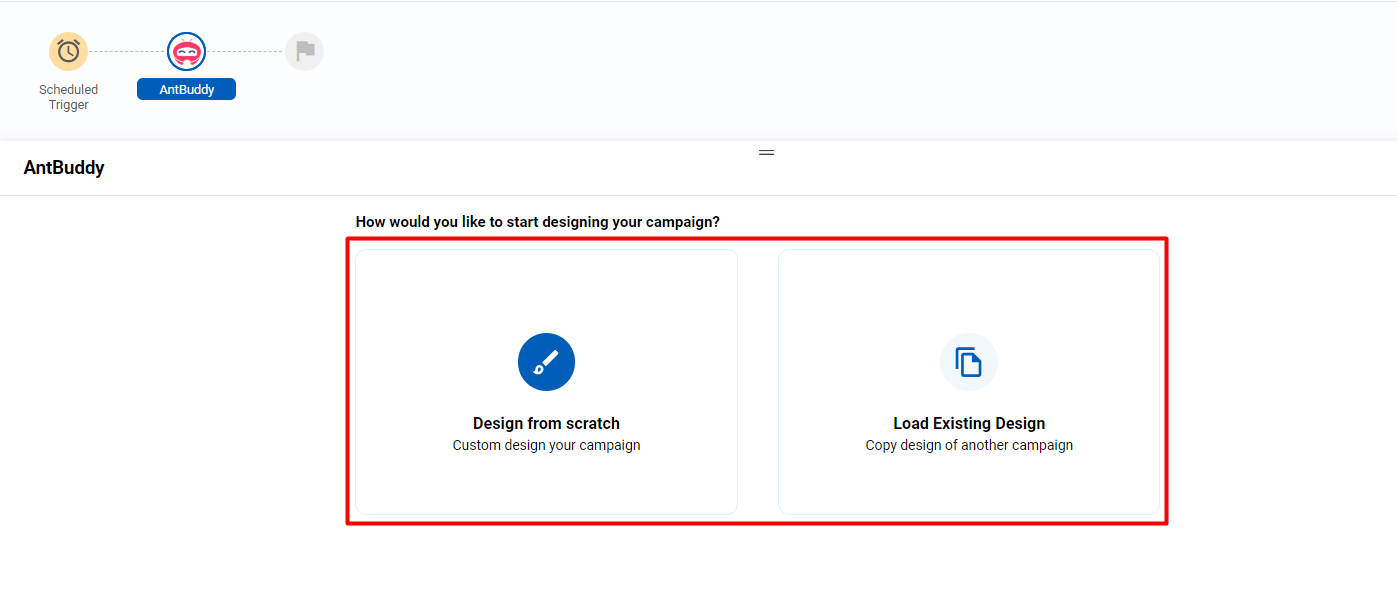 Scheduled
Trigger
AntBuddy
AntBuddy
How would you like to start designing your campaign?
Design from scratch
Custom design your campaign
Load Existing Design
Copy design of another campaign